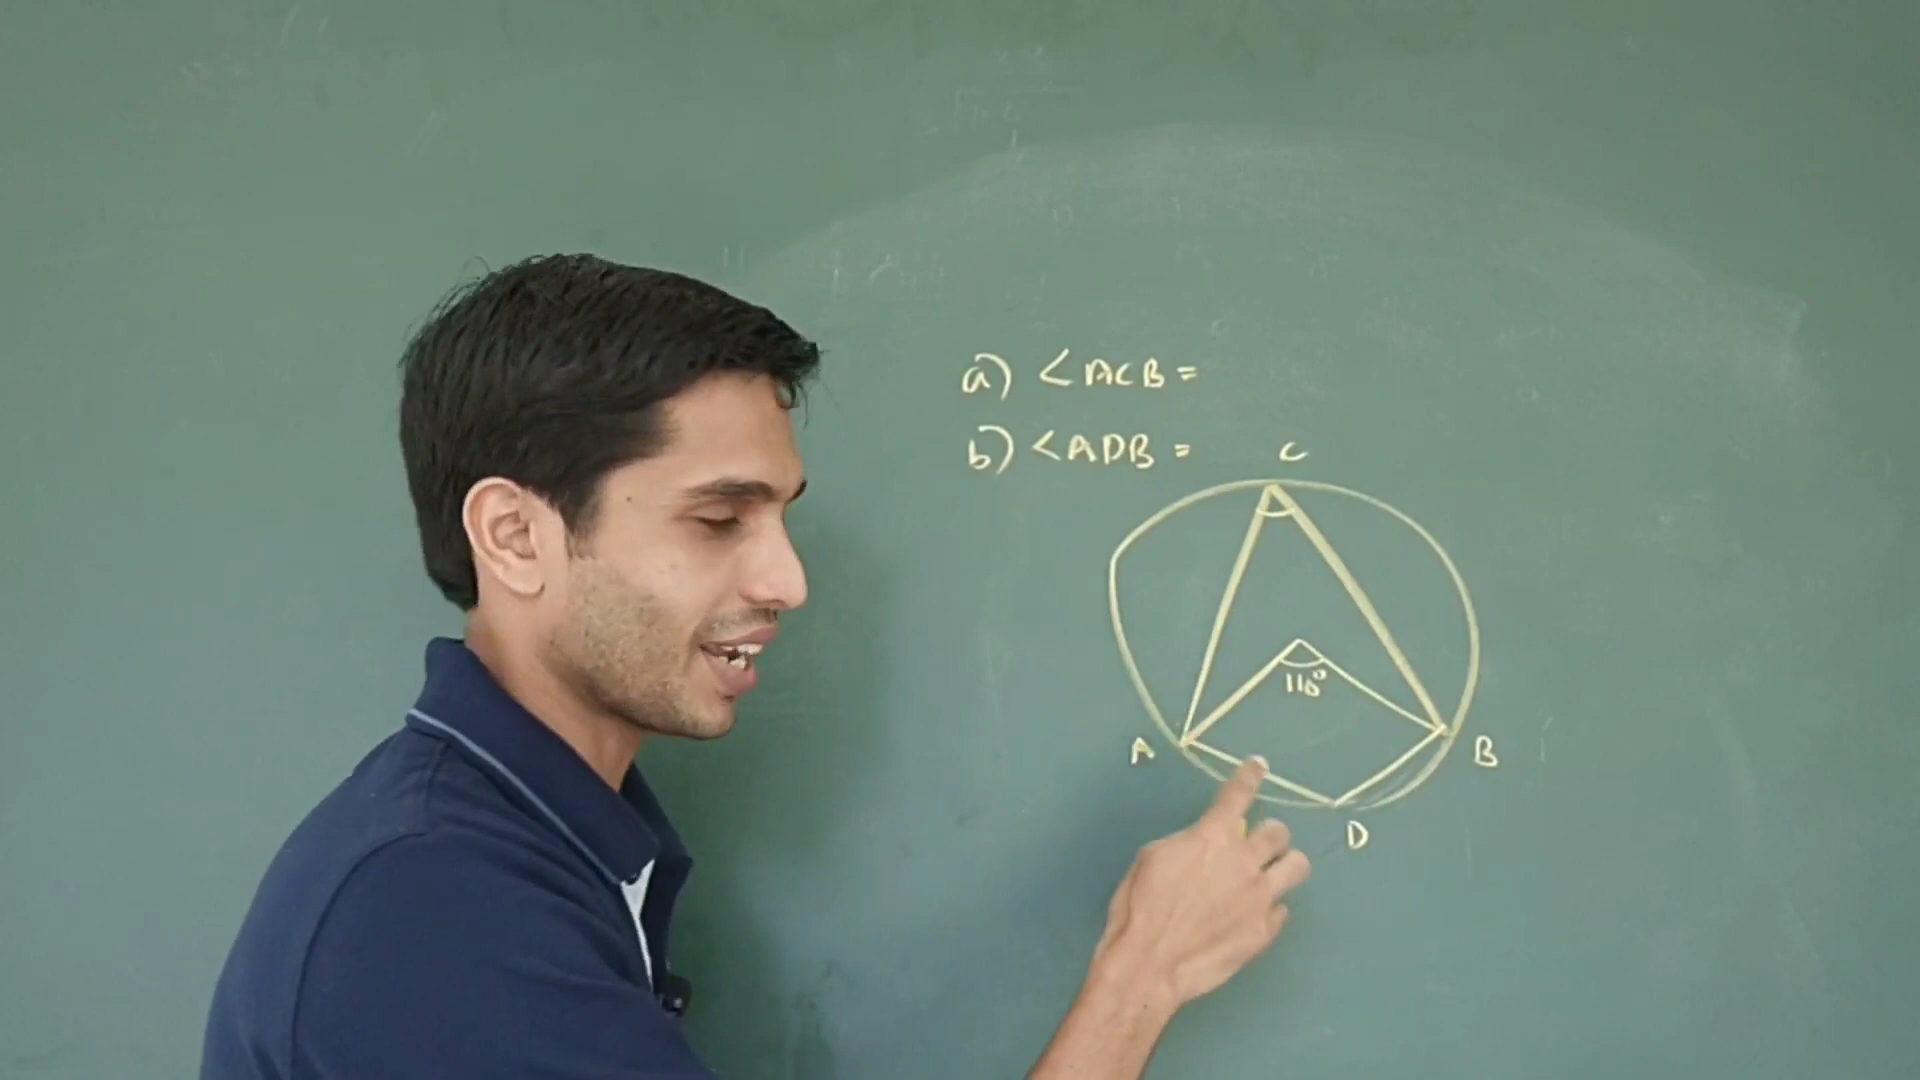 a) <ACB =
b) <ADB =
C
110°
A
B
D